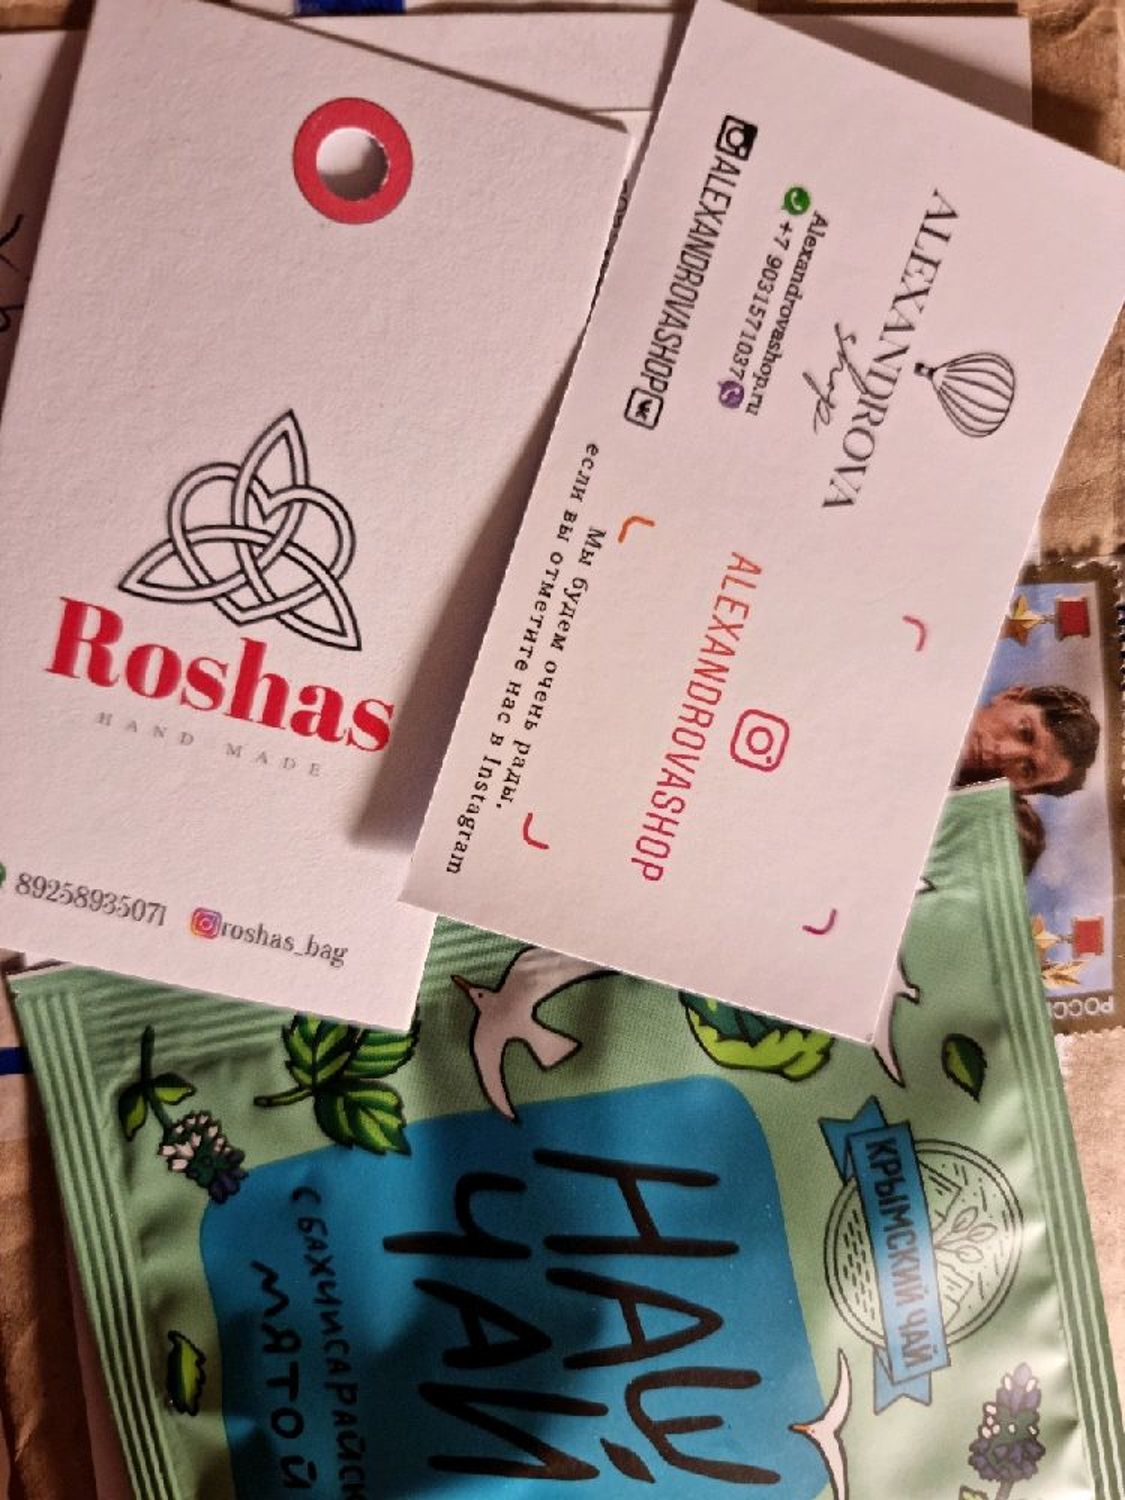 Roshas
HAND MADE
89258935071 roshas_bag
ALEXANDROVA
shop
Alexandrovashop.ru
+7 9031571037
ALEXANDROVASHOP
ALEXANDROVASHOP
Мы будем очень рады,
если вы отметите нас в Instagram
КРЫМСКИЙ ЧАЙ
НАШ
ЧАЙ
МЯТОЙ